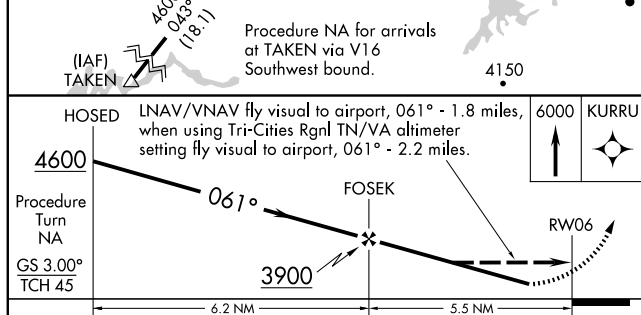 4600
043°
(18.1)
(IAF)
TAKEN
Procedure NA for arrivals
at TAKEN via V16
Southwest bound.
4150
HOSED
LNAV/VNAV fly visual to airport, 061° - 1.8 miles,
when using Tri-Cities Rgnl TN/VA altimeter
setting fly visual to airport, 061° - 2.2 miles.
6000
KURRU
4600
061°
FOSEK
RW06
Procedure
Turn
NA
3900
GS 3.00°
TCH 45
6.2 NM
5.5 NM